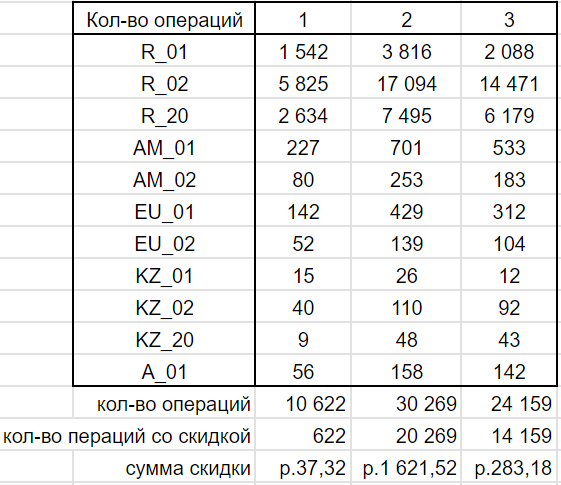 Кол-во операций 1 2 3
R_01 1 542 3 816 2 088
R_02 5 825 17 094 14 471
R_20 2 634 7 495 6 179
AM_01 227 701 533
AM_02 80 253 183
EU_01 142 429 312
EU_02 52 139 104
KZ_01 15 26 12
KZ_02 40 110 92
KZ_20 9 48 43
A_01 56 158 142
кол-во операций 10 622 30 269 24 159
кол-во пераций со скидкой 622 20 269 14 159
сумма скидки р.37,32 р.1 621,52 р.283,18